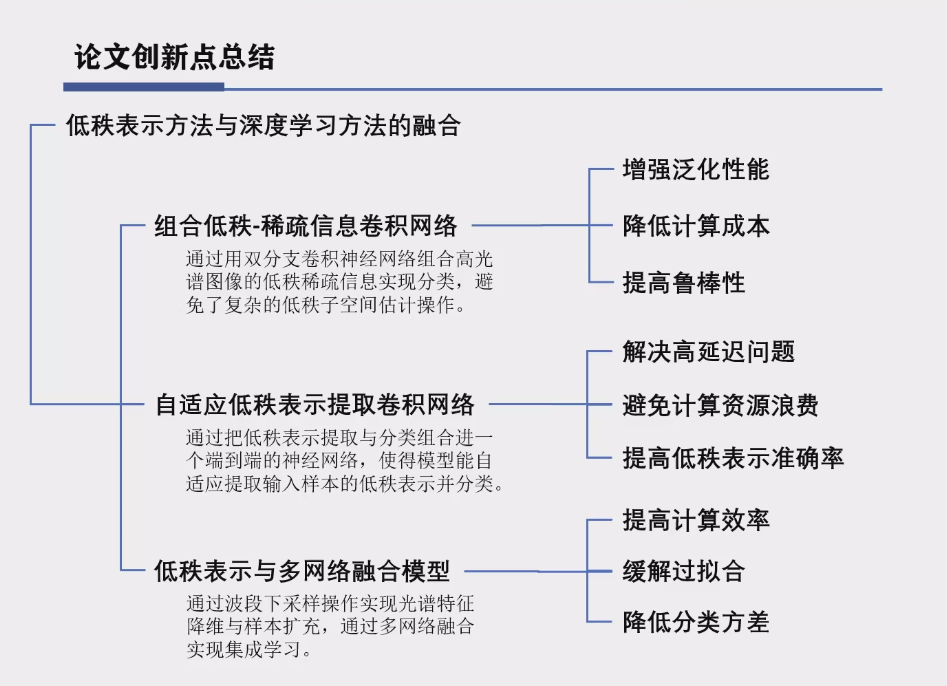 论文创新点总结
低秩表示方法与深度学习方法的融合
组合低秩-稀疏信息卷积网络
通过用双分支卷积神经网络组合高光
谱图像的低秩稀疏信息实现分类，避
免了复杂的低秩子空间估计操作。
增强泛化性能
降低计算成本
提高鲁棒性
自适应低秩表示提取卷积网络
通过把低秩表示提取与分类组合进一
个端到端的神经网络，使得模型能自
适应提取输入样本的低秩表示并分类。
解决高延迟问题
避免计算资源浪费
提高低秩表示准确率
低秩表示与多网络融合模型
通过波段下采样操作实现光谱特征
降维与样本扩充，通过多网络融合
实现集成学习。
提高计算效率
缓解过拟合
降低分类方差